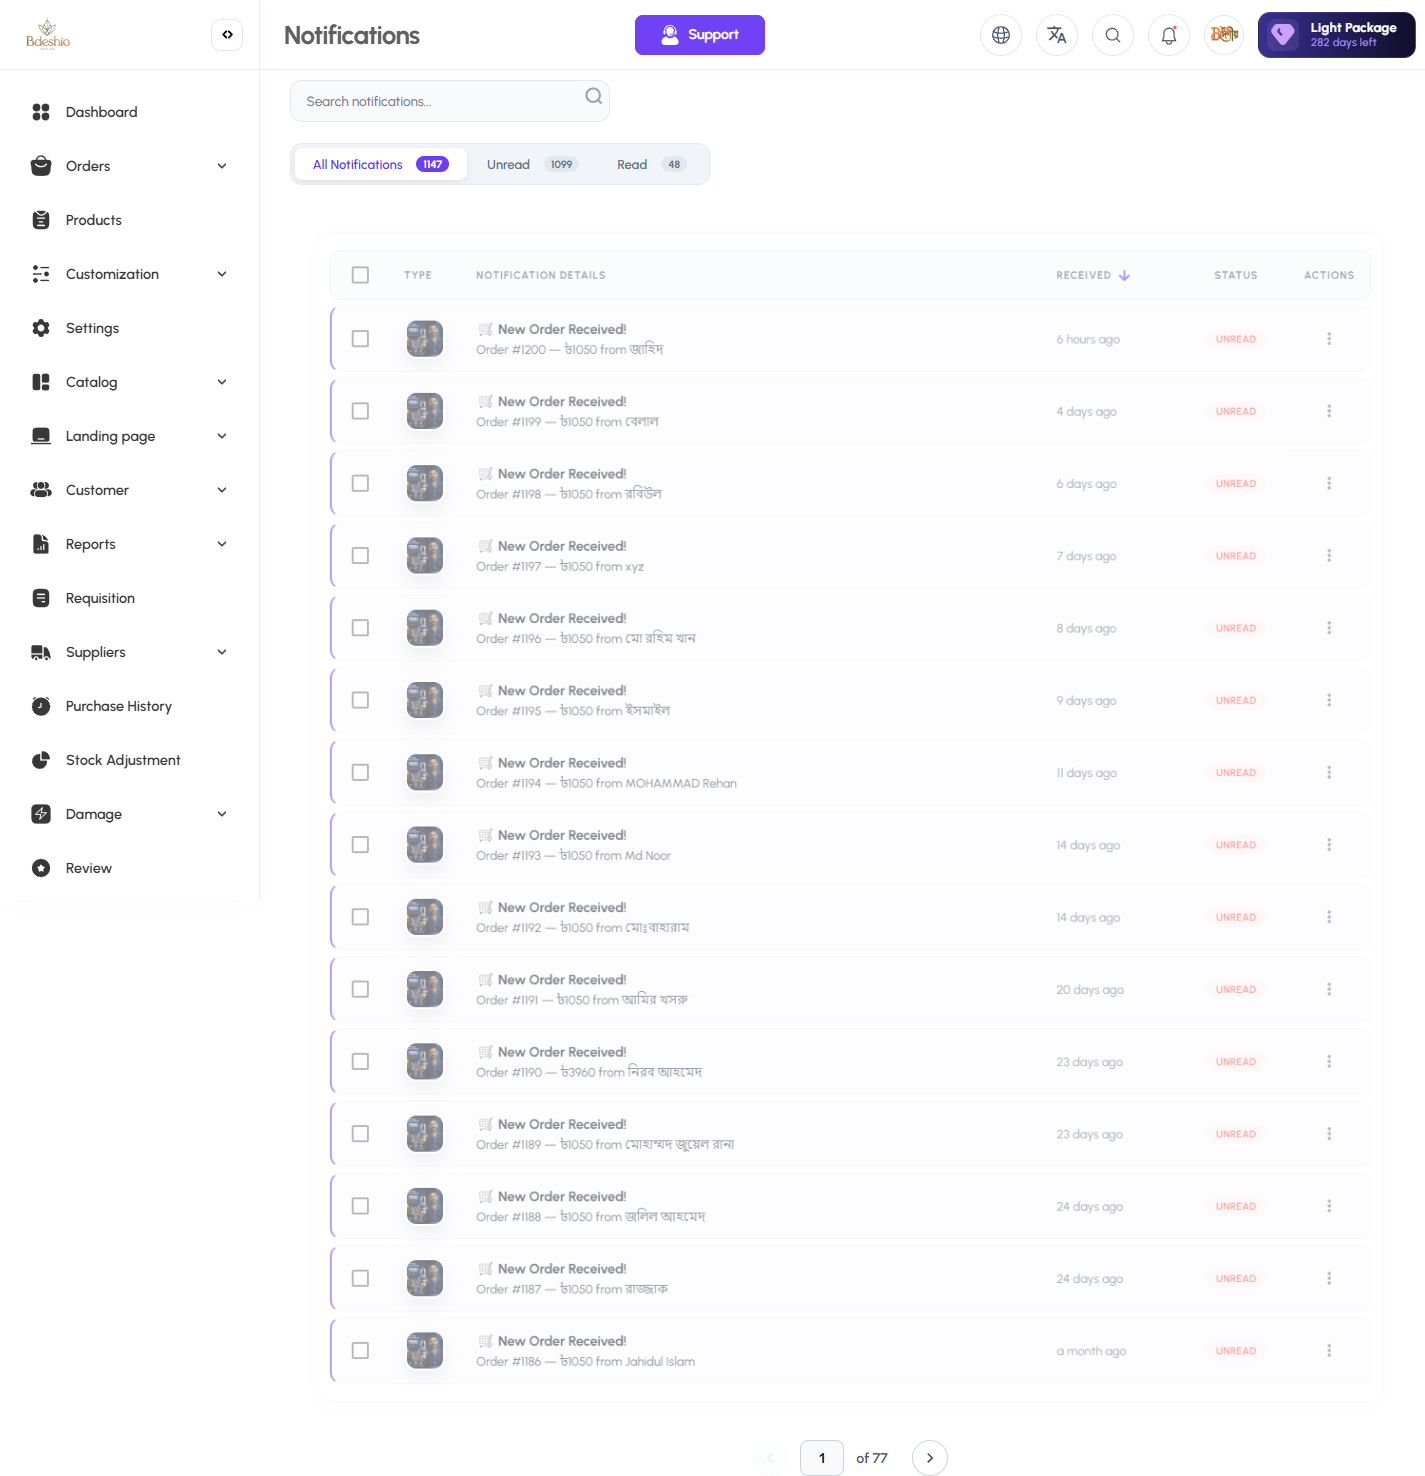 Bdeshio
Notifications
Support
Light Package
282 days left
Dashboard
Orders
Products
Customization
Settings
Catalog
Landing page
Customer
Reports
Requisition
Suppliers
Purchase History
Stock Adjustment
Damage
Review
Search notifications...
All Notifications 1147 Unread 1099 Read 48
TYPE NOTIFICATION DETAILS RECEIVED STATUS ACTIONS
🛒 New Order Received!
Order #1200 — ৳1050 from জাহিদ
6 hours ago UNREAD
🛒 New Order Received!
Order #1199 — ৳1050 from বেলাল
4 days ago UNREAD
🛒 New Order Received!
Order #1198 — ৳1050 from রবিউল
6 days ago UNREAD
🛒 New Order Received!
Order #1197 — ৳1050 from xyz
7 days ago UNREAD
🛒 New Order Received!
Order #1196 — ৳1050 from মো রহিম খান
8 days ago UNREAD
🛒 New Order Received!
Order #1195 — ৳1050 from ইসমাইল
9 days ago UNREAD
🛒 New Order Received!
Order #1194 — ৳1050 from MOHAMMAD Rehan
11 days ago UNREAD
🛒 New Order Received!
Order #1193 — ৳1050 from Md Noor
14 days ago UNREAD
🛒 New Order Received!
Order #1192 — ৳1050 from মোঃবাহারাম
14 days ago UNREAD
🛒 New Order Received!
Order #1191 — ৳1050 from আমির খসরু
20 days ago UNREAD
🛒 New Order Received!
Order #1190 — ৳3960 from নিরব আহমেদ
23 days ago UNREAD
🛒 New Order Received!
Order #1189 — ৳1050 from মোহাম্মদ জুয়েল রানা
23 days ago UNREAD
🛒 New Order Received!
Order #1188 — ৳1050 from জলিল আহমেদ
24 days ago UNREAD
🛒 New Order Received!
Order #1187 — ৳1050 from রাজ্জাক
24 days ago UNREAD
🛒 New Order Received!
Order #1186 — ৳1050 from Jahidul Islam
a month ago UNREAD
1 of 77